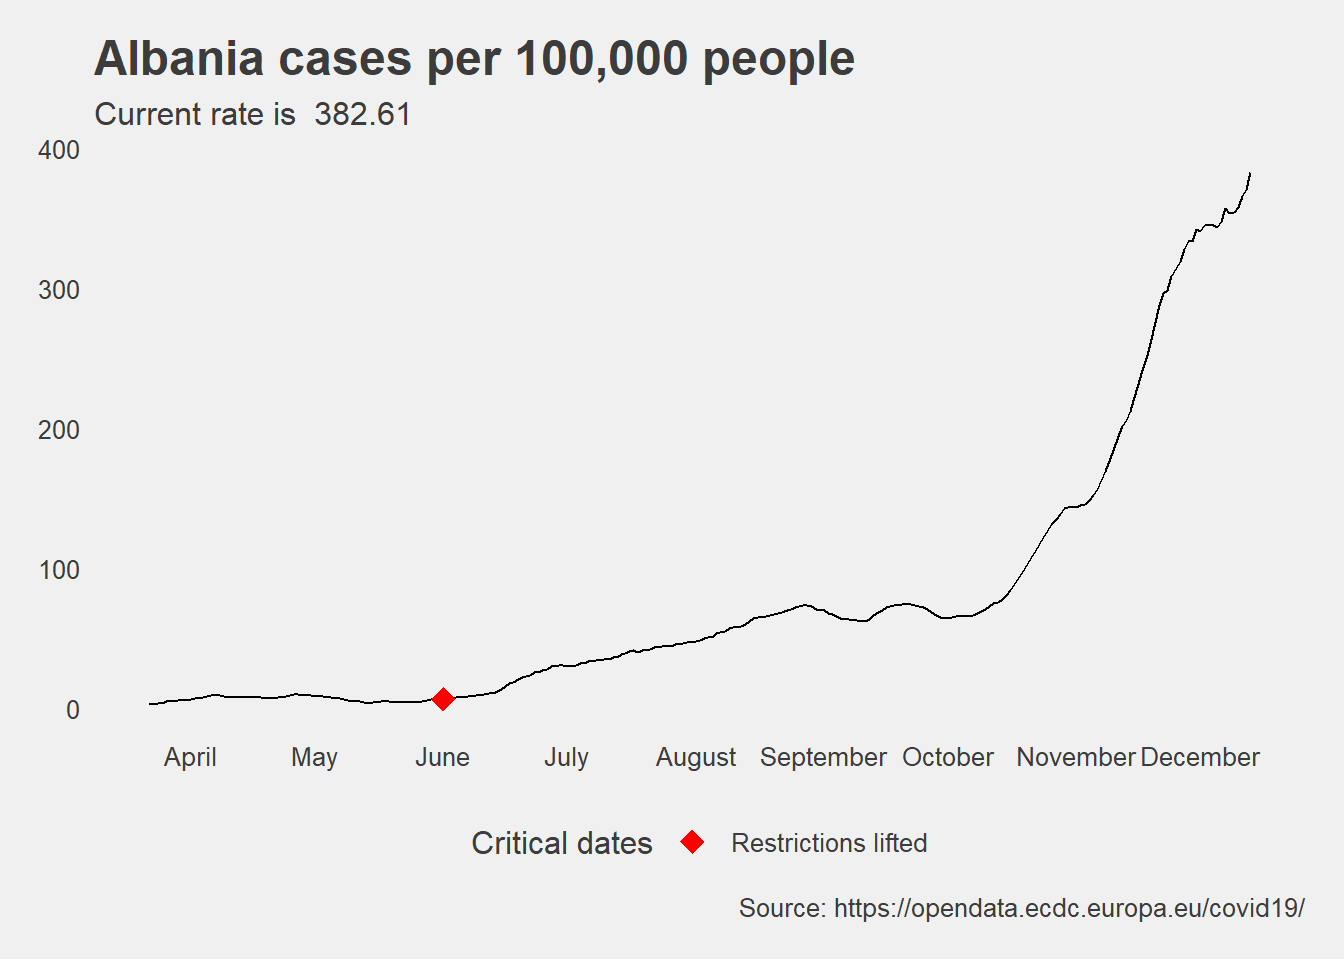 Albania cases per 100,000 people
Current rate is  382.61
400
300
200
100
0
April May June July August September October November December
Critical dates Restrictions lifted
Source: https://opendata.ecdc.europa.eu/covid19/